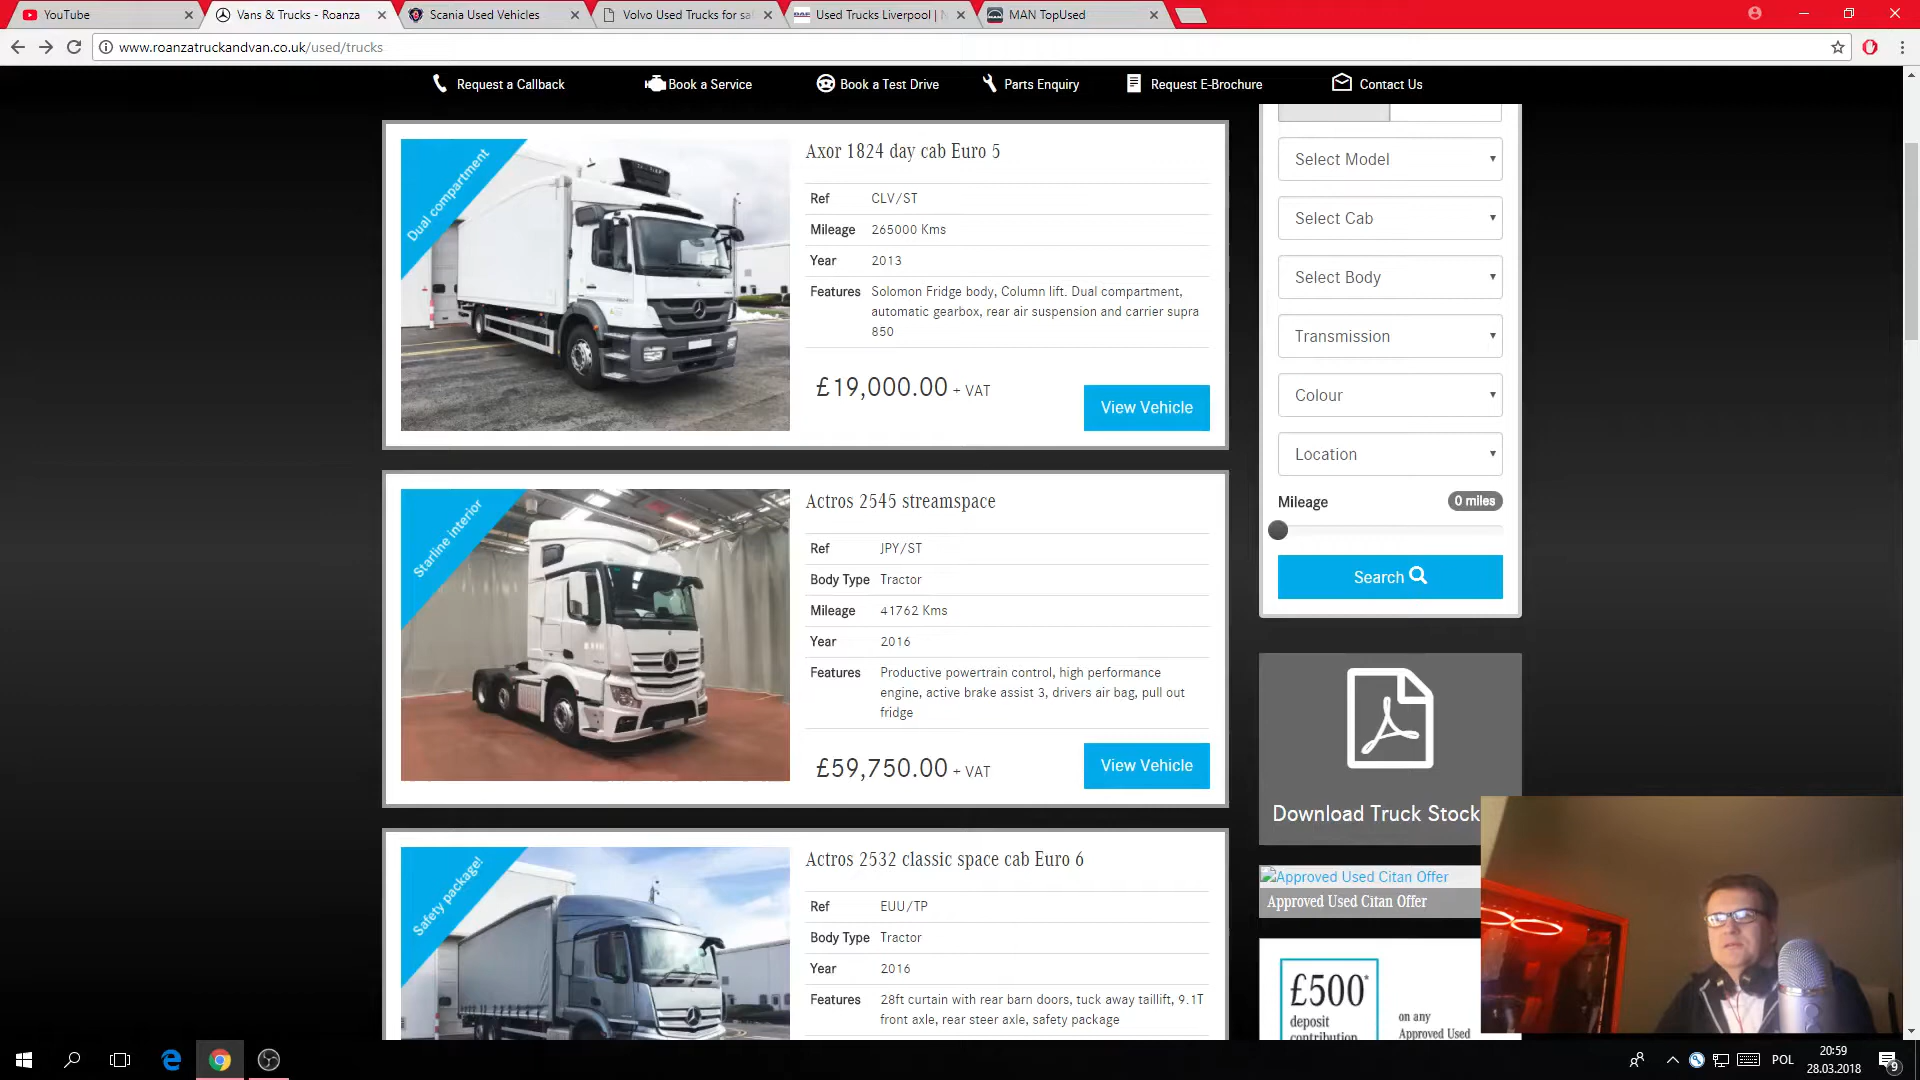 YouTube
Vans & Trucks - Roanza
Scania Used Vehicles
Volvo Used Trucks for sa
Used Trucks Liverpool |
MAN TopUsed
www.roanzatruckandvan.co.uk/used/trucks
Request a Callback
Book a Service
Book a Test Drive
Parts Enquiry
Request E-Brochure
Contact Us
Dual compartment
Axor 1824 day cab Euro 5
Ref CLV/ST
Mileage 265000 Kms
Year 2013
Features Solomon Fridge body, Column lift. Dual compartment,
automatic gearbox, rear air suspension and carrier supra
850
£19,000.00 + VAT
View Vehicle
Starline interior
Actros 2545 streamspace
Ref JPY/ST
Body Type Tractor
Mileage 41762 Kms
Year 2016
Features Productive powertrain control, high performance
engine, active brake assist 3, drivers air bag, pull out
fridge
£59,750.00 + VAT
View Vehicle
Safety package!
Actros 2532 classic space cab Euro 6
Ref EUU/TP
Body Type Tractor
Year 2016
Features 28ft curtain with rear barn doors, tuck away taillift, 9.1T
front axle, rear steer axle, safety package
Select Model
Select Cab
Select Body
Transmission
Colour
Location
Mileage 0 miles
Search
Download Truck Stock
Approved Used Citan Offer
Approved Used Citan Offer
£500*
deposit
contribution
on any
Approved Used
POL
20:59
28.03.2018
9